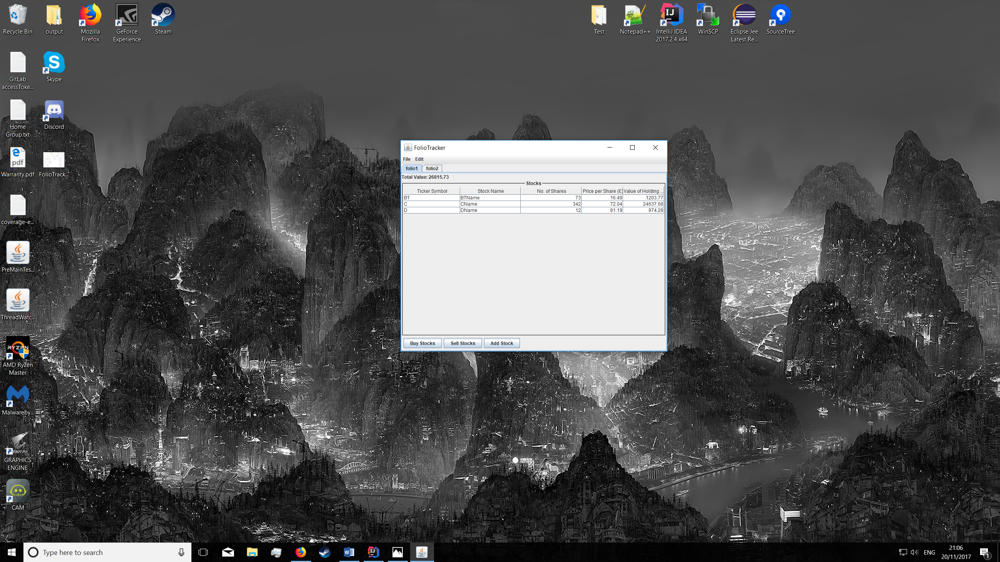 Recycle Bin
output
Mozilla
Firefox
GeForce
Experience
Steam
Test
Notepad++
IntelliJ IDEA
2017.2.4 x64
WinSCP
Eclipse Jee
Latest Re...
SourceTree
GitLab
accessToke...
Skype
Home
Group.txt
Discord
Warranty.pdf
FolioTrack...
coverage-e...
PreMainTes...
ThreadWatc...
RYZEN
AMD Ryzen
Master
Malwareby...
GRAPHICS
ENGINE
CAM
FolioTracker
File Edit
folio1 folio2
Total Value: 26815.73
Stocks
Ticker Symbol Stock Name No. of Shares Price per Share (£) Value of Holding ...
BT BTName 73 16.49 1203.77
C CName 342 72.04 24637.68
D DName 12 81.19 974.28
Buy Stocks Sell Stocks Add Stock
Type here to search
ENG
21:06
20/11/2017
1